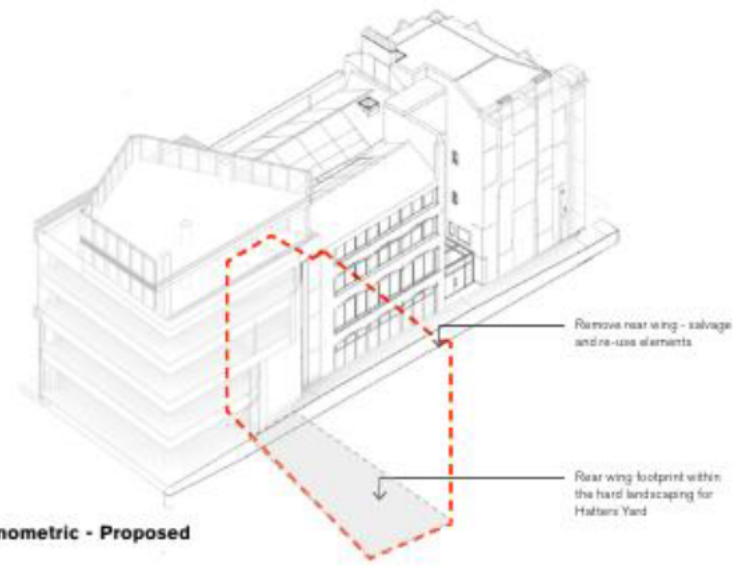 Remove rear wing - salvage
and re-use elements
Rear wing footprint within
the hard landscaping for
Hatters Yard
nometric - Proposed